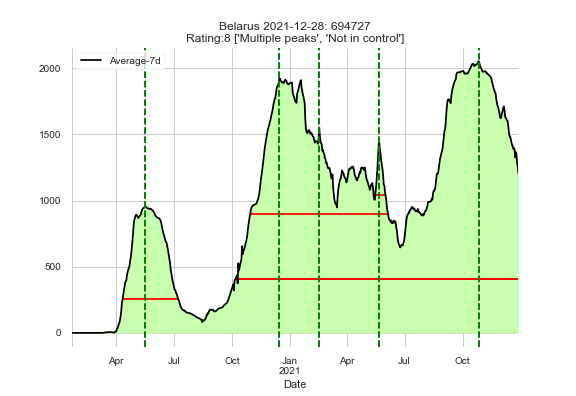 Belarus 2021-12-28: 694727
Rating:8 ['Multiple peaks', 'Not in control']
Average-7d
2000
1500
1000
500
0
Apr Jul Oct Jan Apr Jul Oct
2021
Date